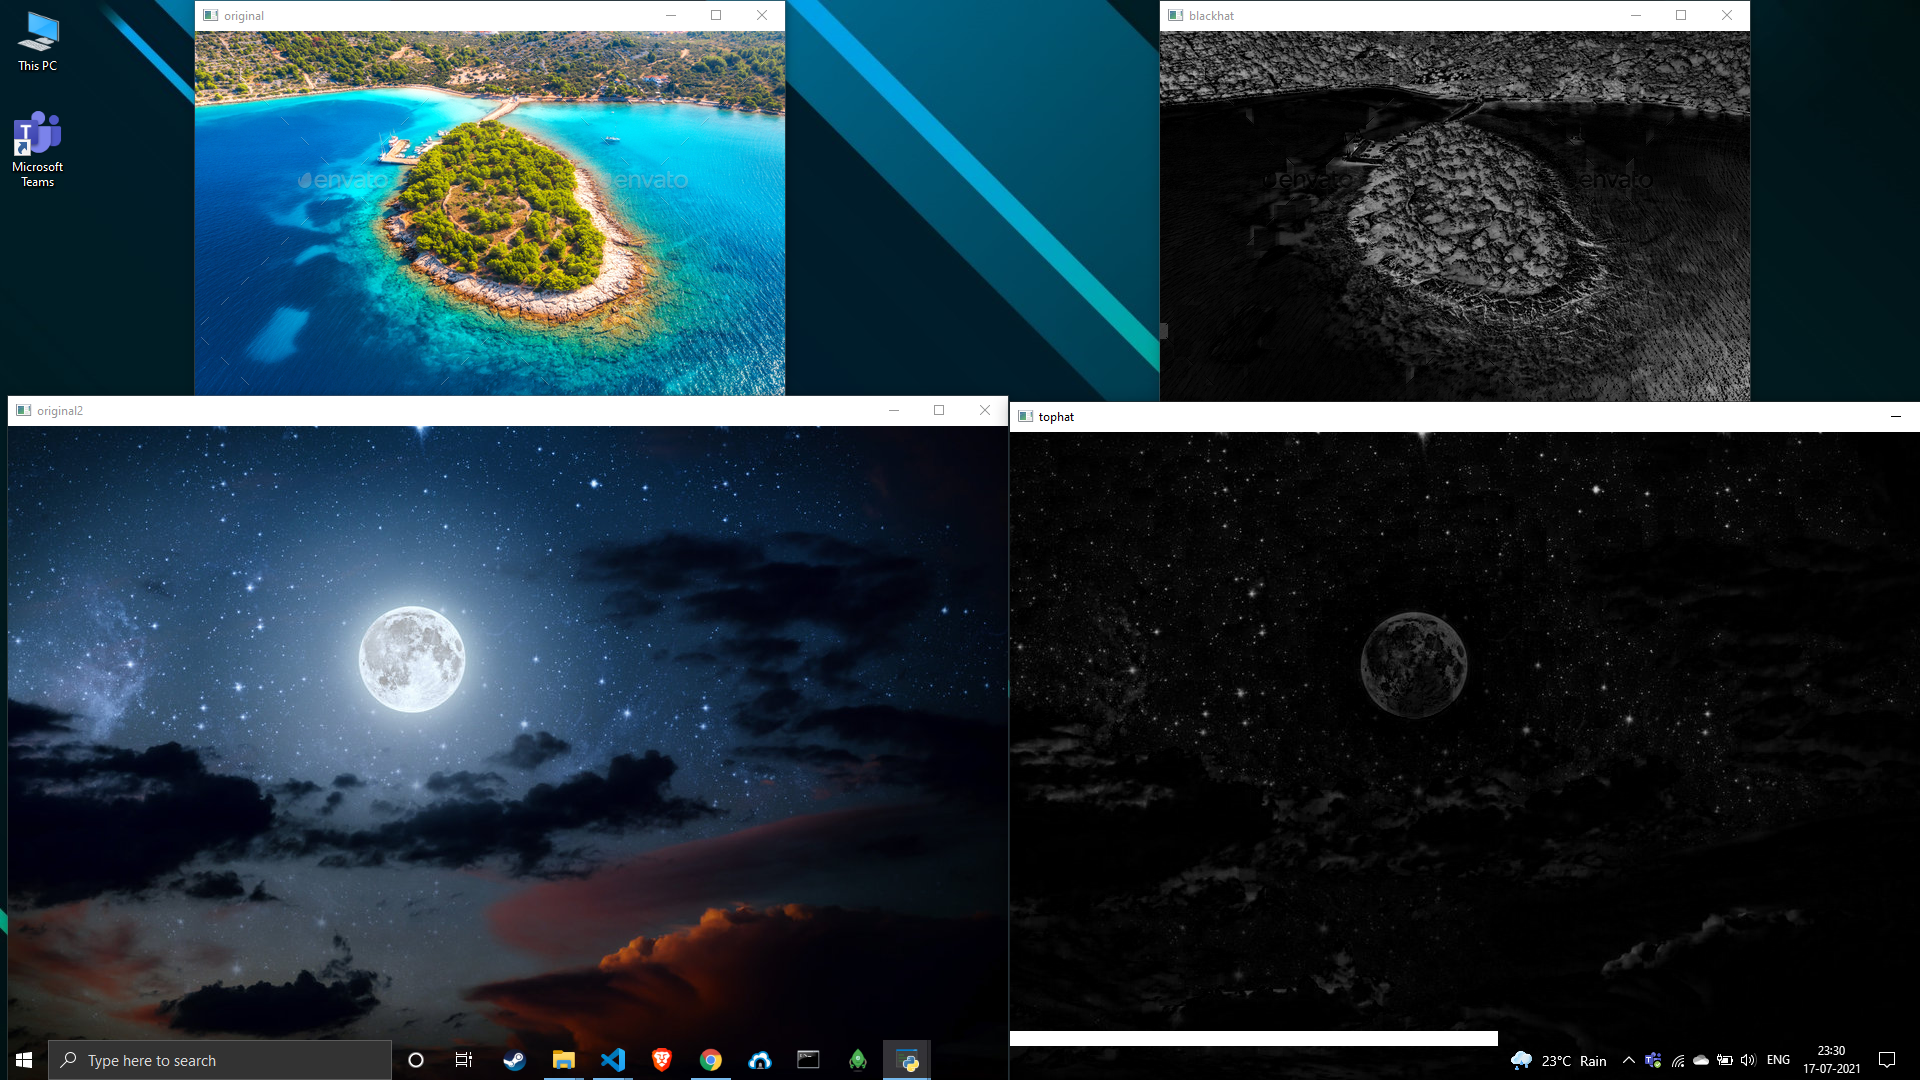 This PC
Microsoft
Teams
original
envato
envato
blackhat
envato
envato
original2
tophat
Type here to search
23°C Rain
ENG
23:30
17-07-2021